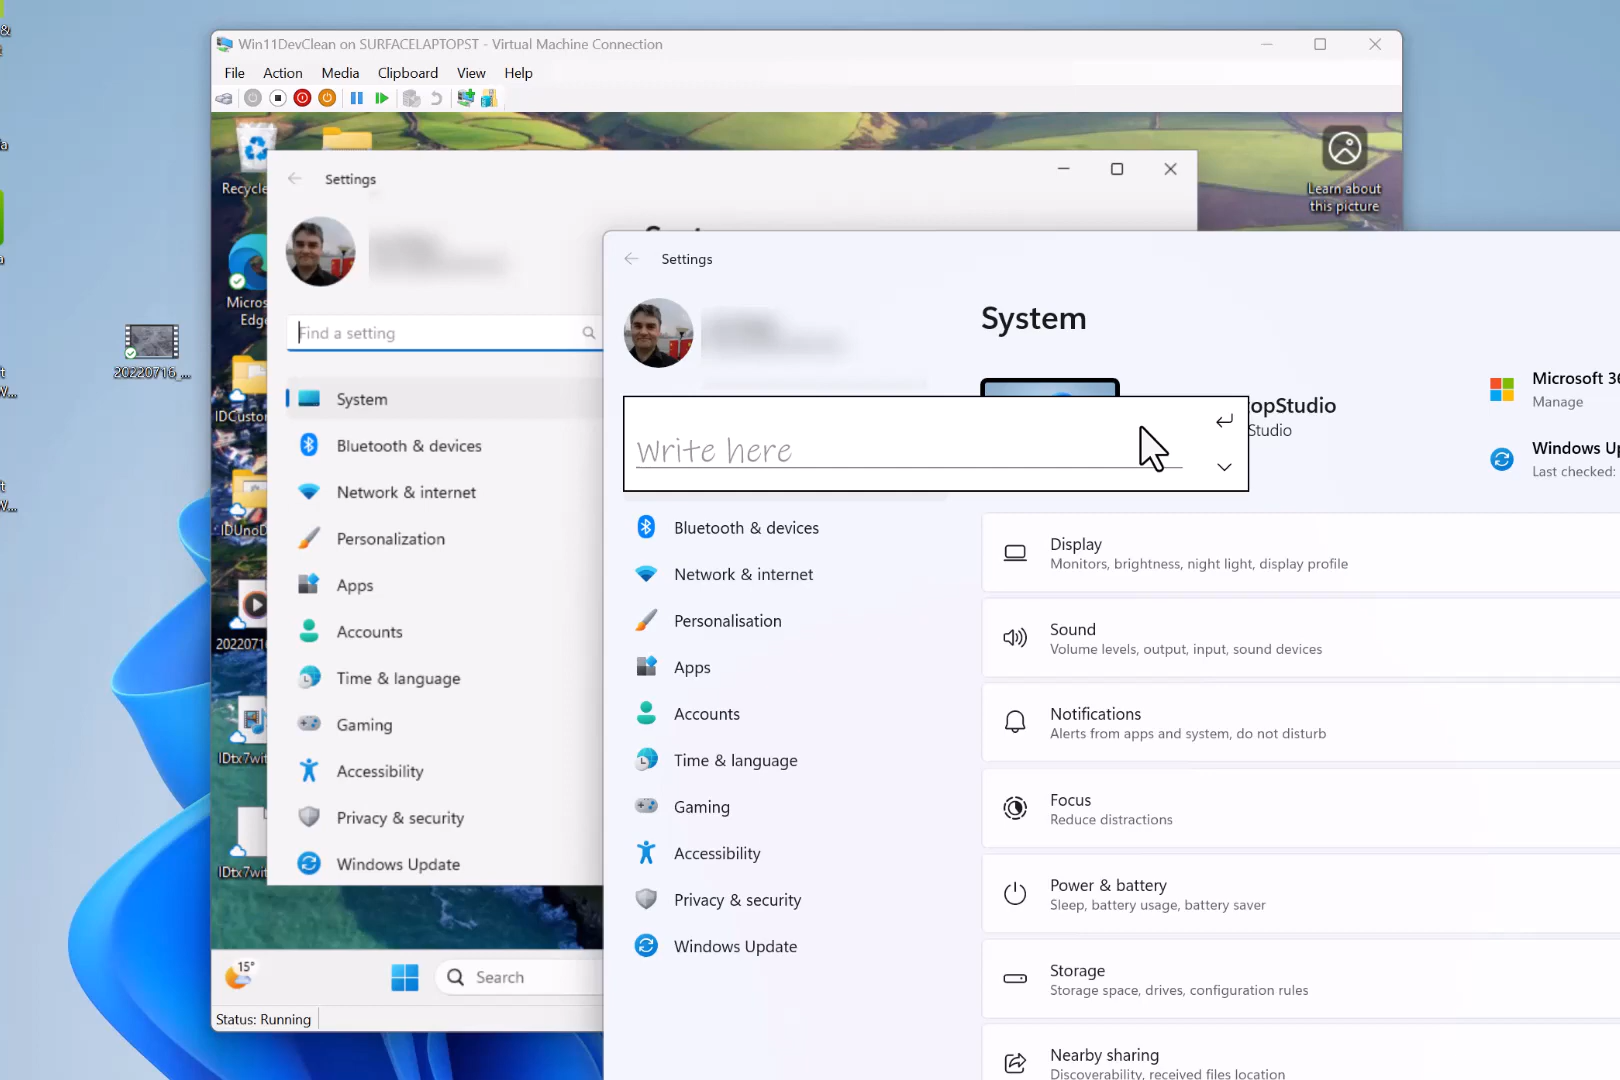 Win11DevClean on SURFACELAPTOPST - Virtual Machine Connection
File Action Media Clipboard View Help
Learn about
this picture
Settings
Find a setting
System
Bluetooth & devices
Network & internet
Personalization
Apps
Accounts
Time & language
Gaming
Accessibility
Privacy & security
Windows Update
20220716_...
15°
Search
Status: Running
Settings
System
Studio
Microsoft
Manage
Windows
Last checked:
Write here
Bluetooth & devices
Network & internet
Personalisation
Apps
Accounts
Time & language
Gaming
Accessibility
Privacy & security
Windows Update
Display
Monitors, brightness, night light, display profile
Sound
Volume levels, output, input, sound devices
Notifications
Alerts from apps and system, do not disturb
Focus
Reduce distractions
Power & battery
Sleep, battery usage, battery saver
Storage
Storage space, drives, configuration rules
Nearby sharing
Discoverability, received files location